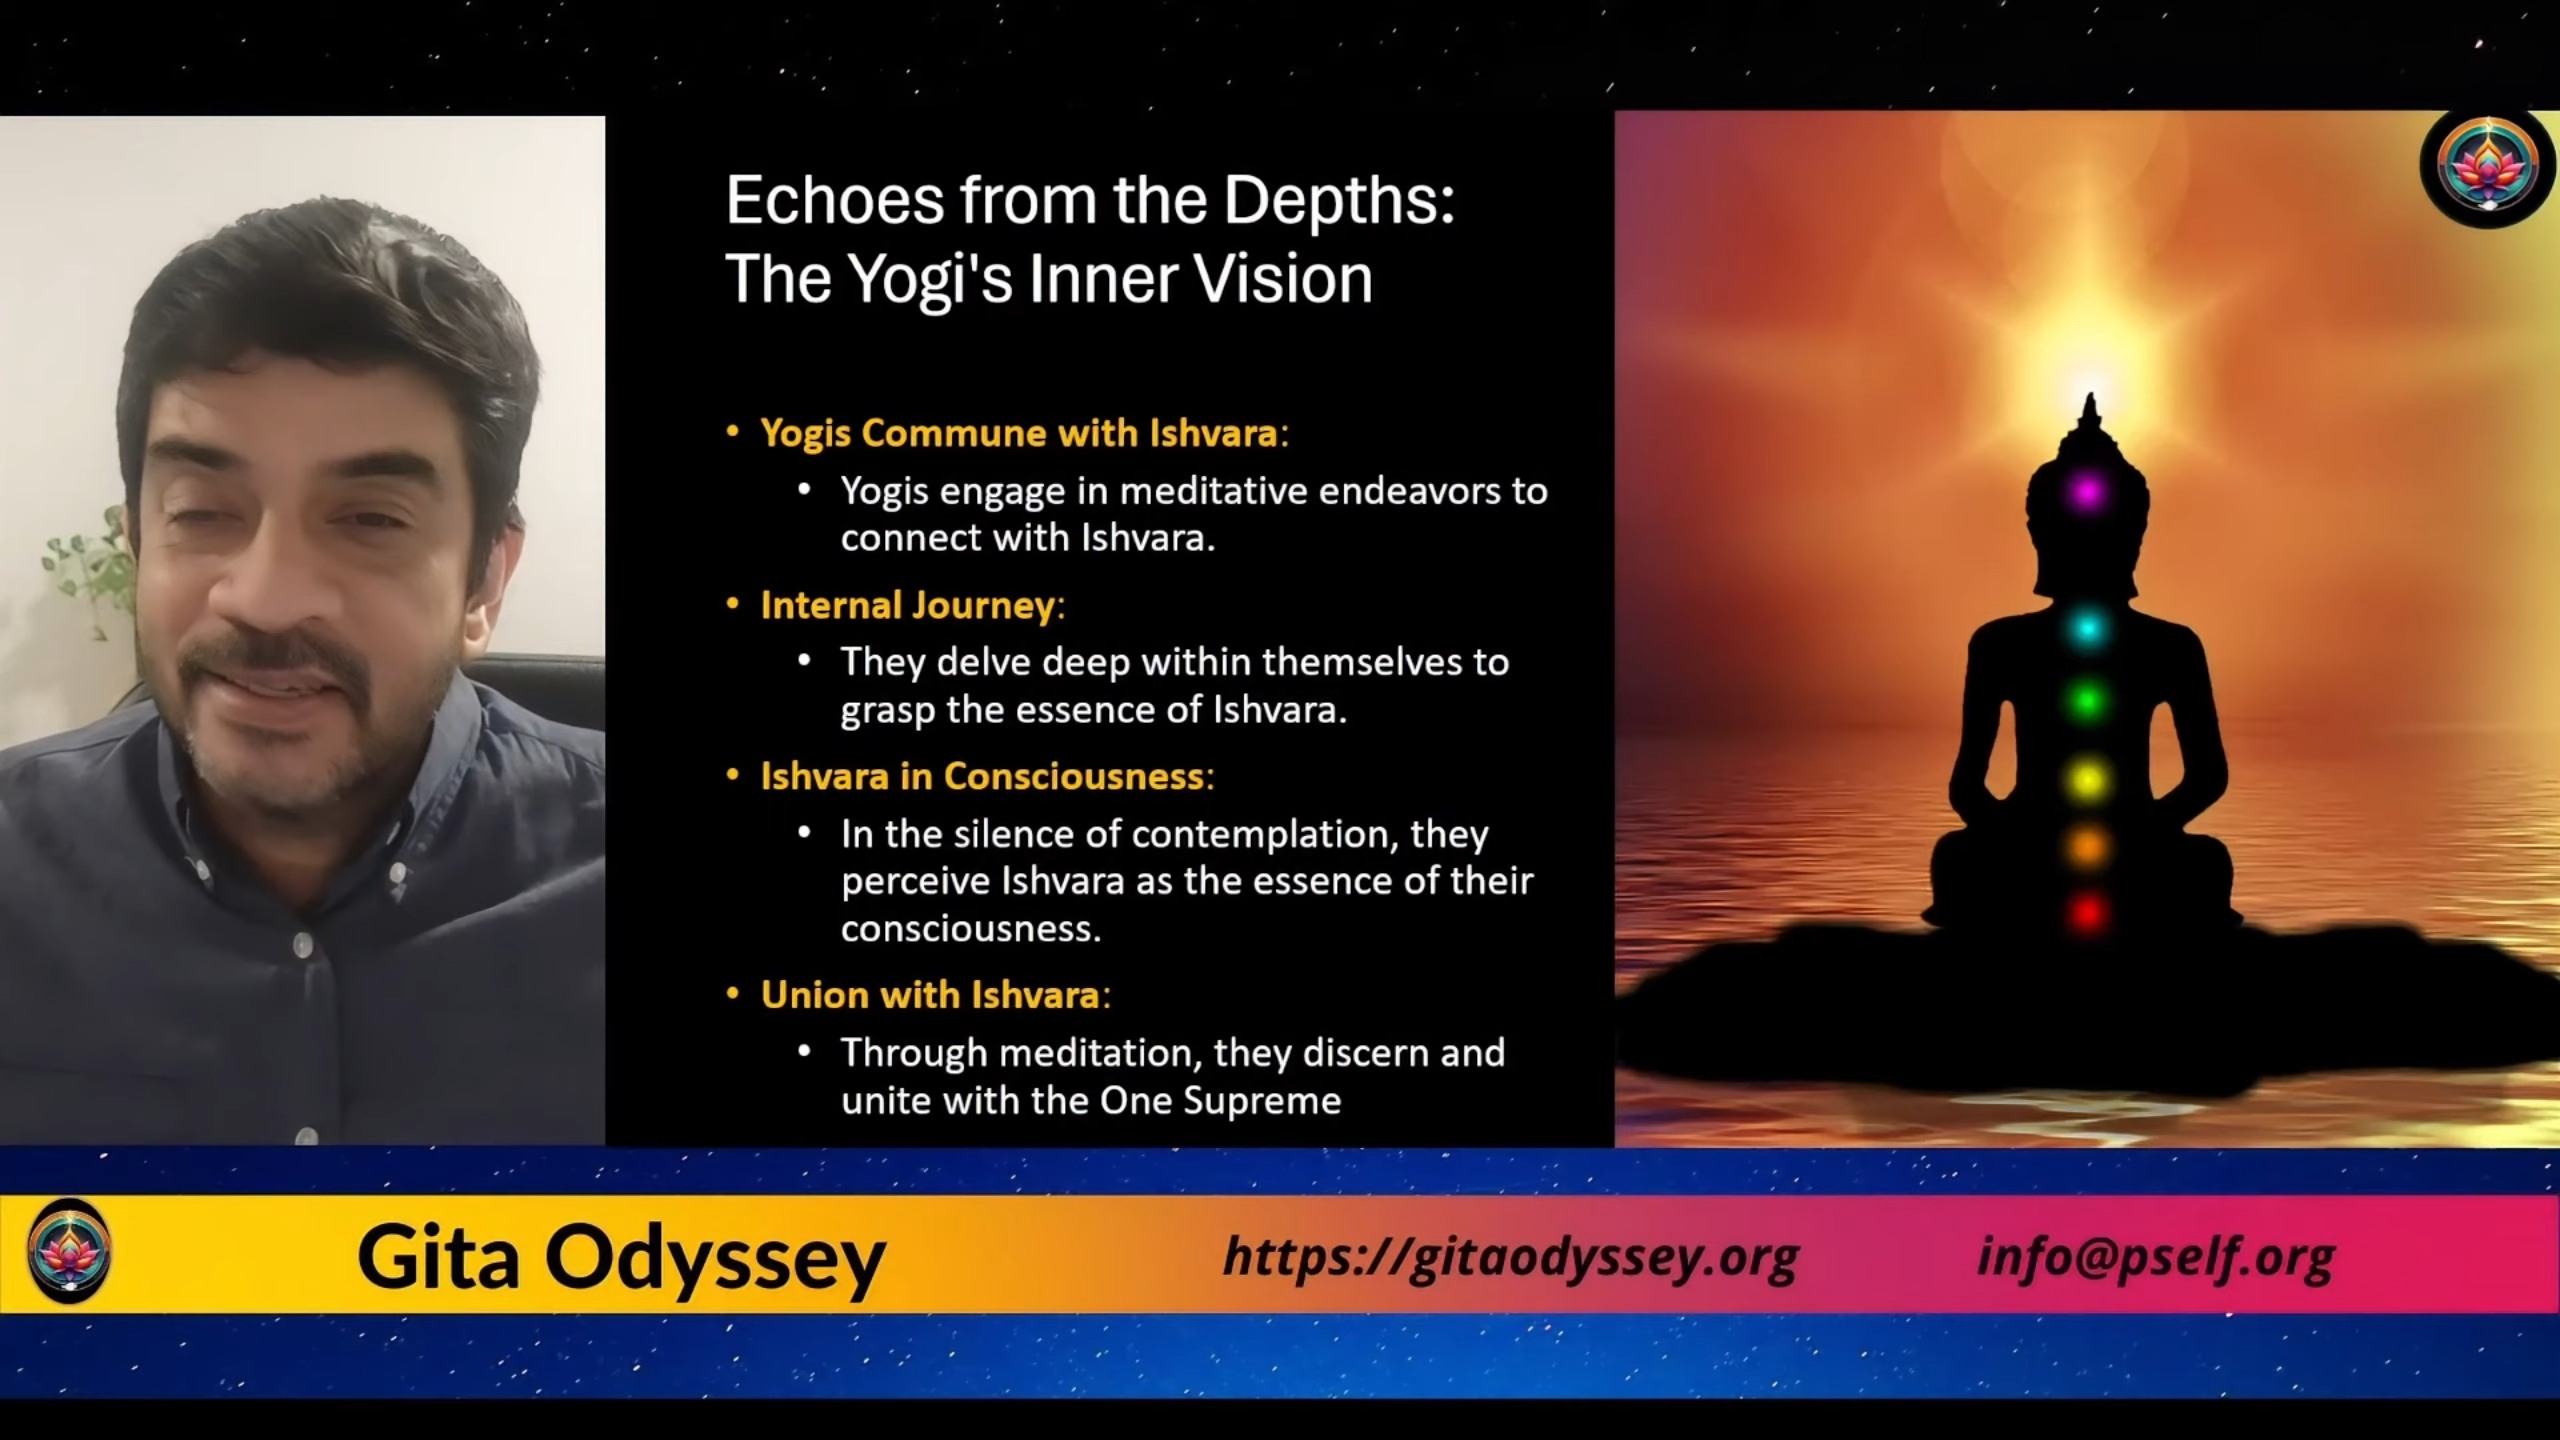 Echoes from the Depths:
The Yogi's Inner Vision
• Yogis Commune with Ishvara:
• Yogis engage in meditative endeavors to
connect with Ishvara.
• Internal Journey:
• They delve deep within themselves to
grasp the essence of Ishvara.
• Ishvara in Consciousness:
• In the silence of contemplation, they
perceive Ishvara as the essence of their
consciousness.
• Union with Ishvara:
• Through meditation, they discern and
unite with the One Supreme
Gita Odyssey
https://gitaodyssey.org
info@pself.org